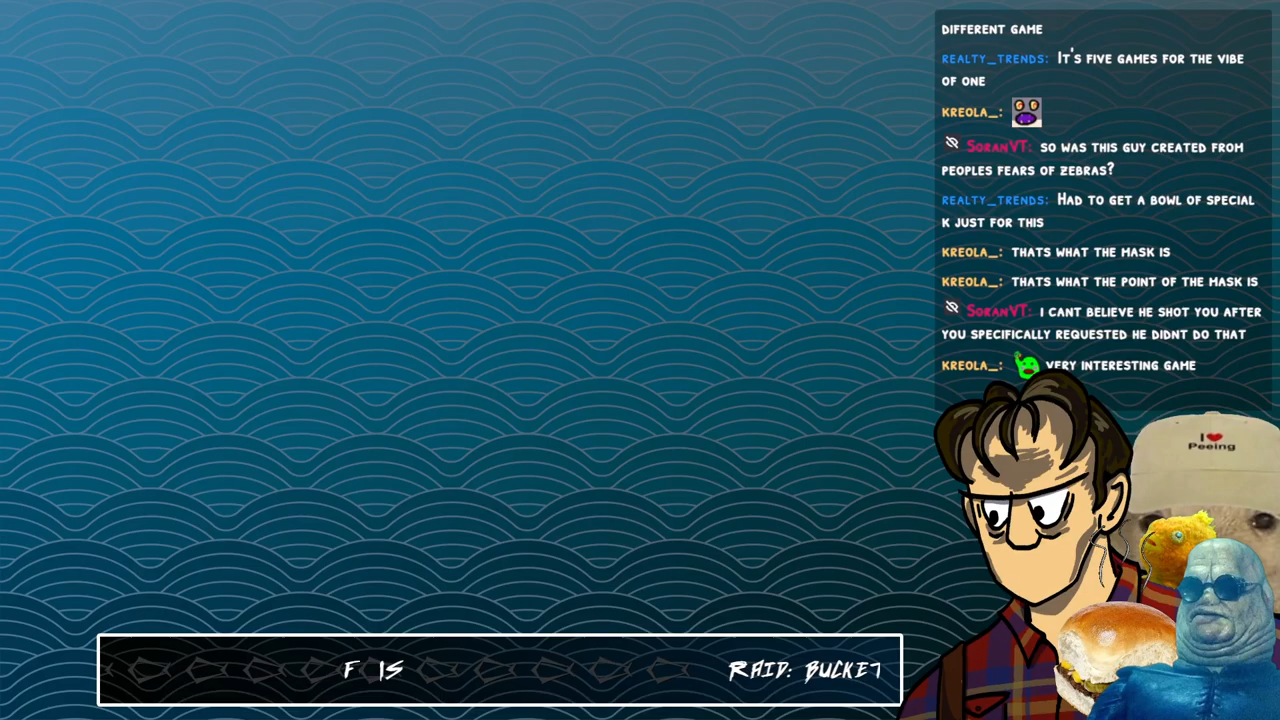 DIFFERENT GAME
REALTY_TRENDS: IT'S FIVE GAMES FOR THE VIBE
OF ONE
KREOLA_:
SORANVT: SO WAS THIS GUY CREATED FROM
PEOPLES FEARS OF ZEBRAS?
REALTY_TRENDS: HAD TO GET A BOWL OF SPECIAL
K JUST FOR THIS
KREOLA_: THATS WHAT THE MASK IS
KREOLA_: THATS WHAT THE POINT OF THE MASK IS
SORANVT: I CANT BELIEVE HE SHOT YOU AFTER
YOU SPECIFICALLY REQUESTED HE DIDNT DO THAT
KREOLA_: VERY INTERESTING GAME
I ❤
Peeing
F IS
RAID: BUCKET